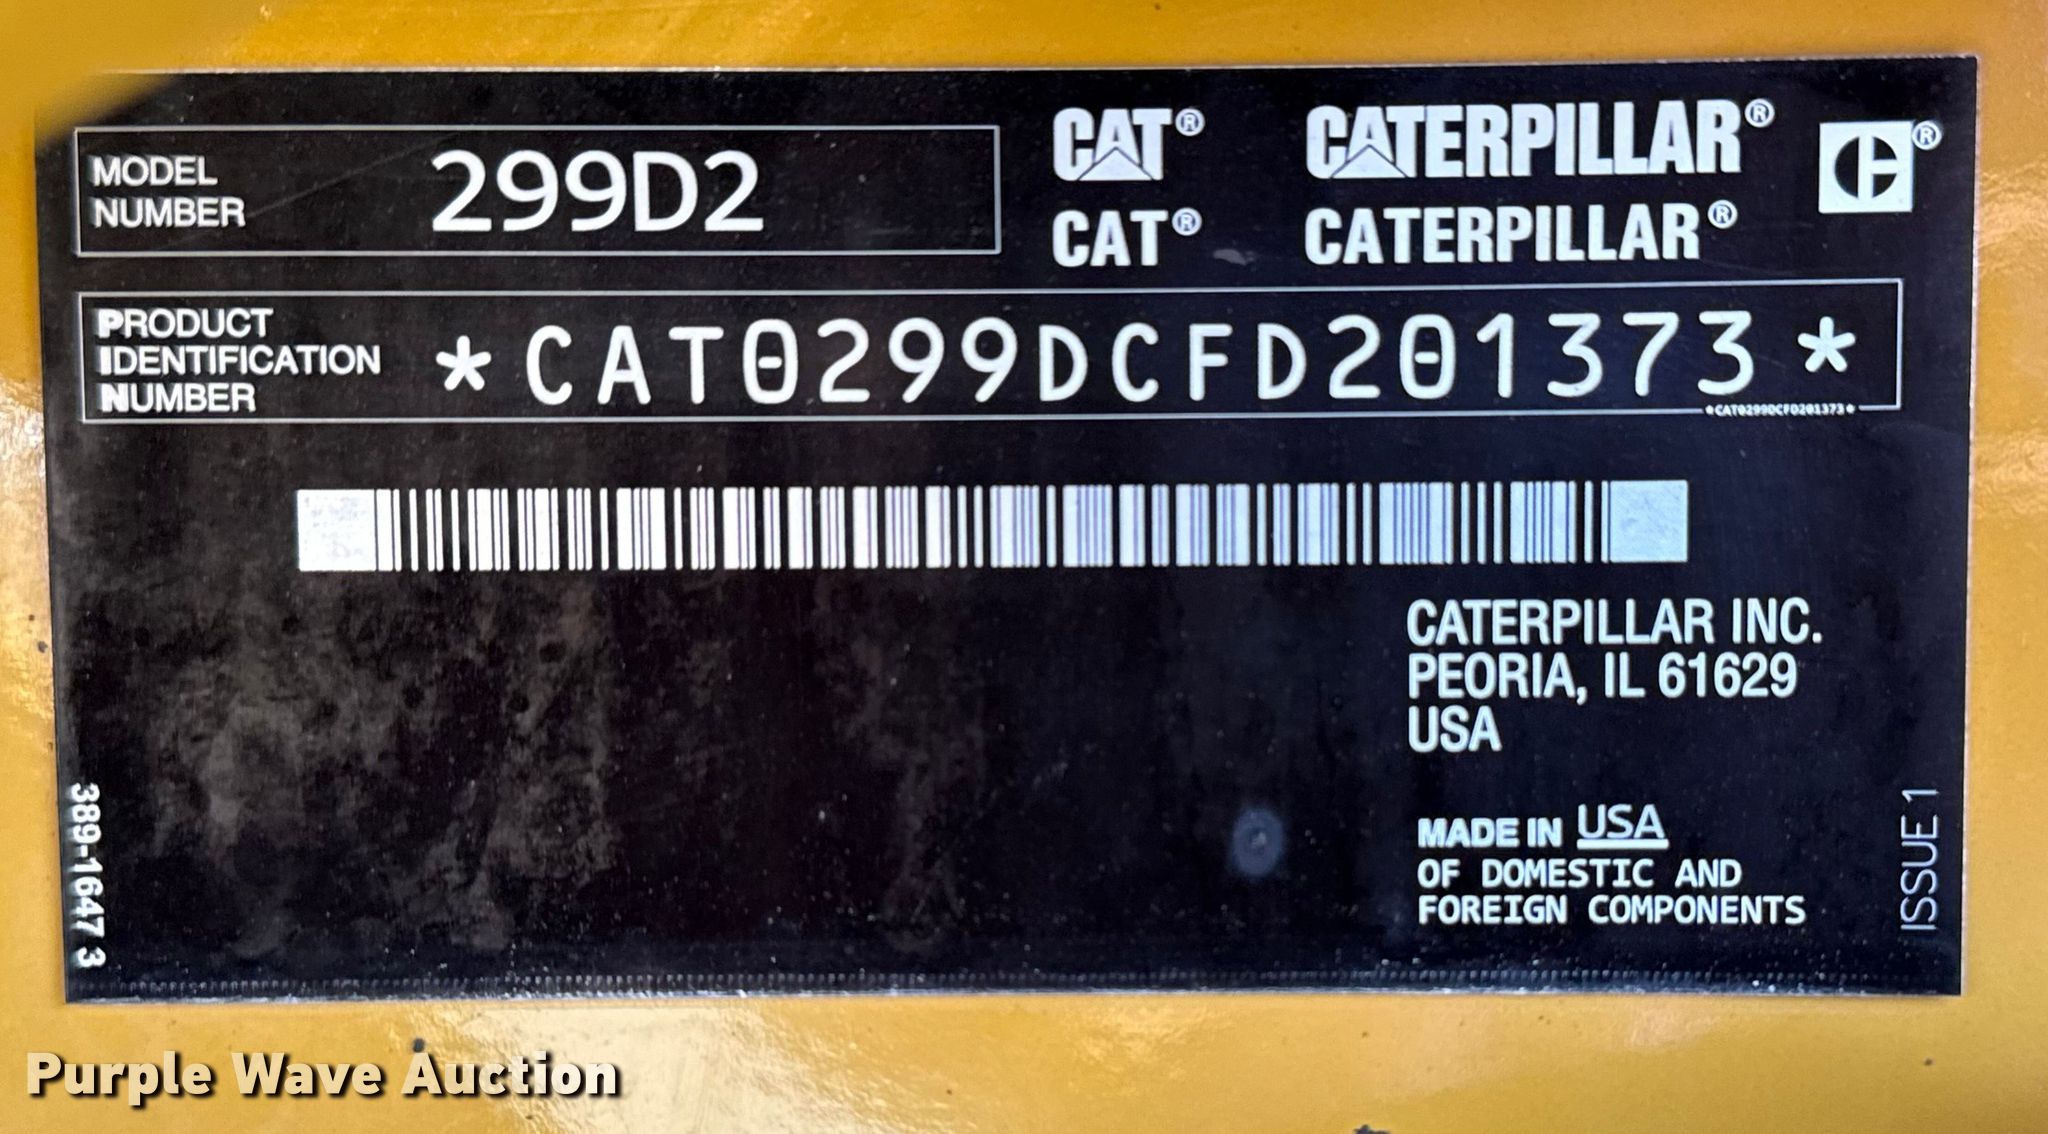 MODEL
NUMBER
299D2
CAT® CATERPILLAR® ®
CAT® CATERPILLAR®
PRODUCT
IDENTIFICATION
NUMBER
*CAT0299DCFD201373*
*CAT0299DCFD201373*
CATERPILLAR INC.
PEORIA, IL 61629
USA
MADE IN USA
OF DOMESTIC AND
FOREIGN COMPONENTS
389-1647 3
ISSUE 1
Purple Wave Auction